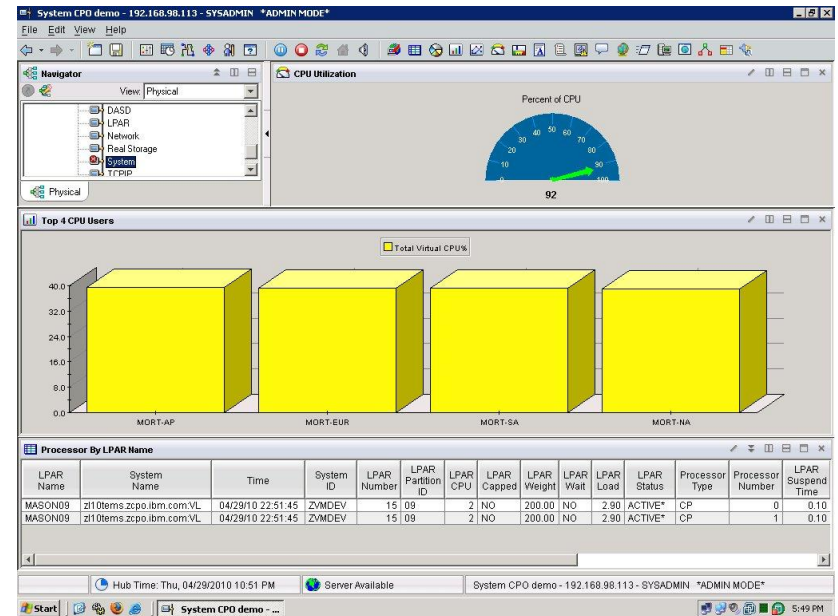 System CPO demo - 192.168.98.113 - SYSADMIN *ADMIN MODE*
File Edit View Help
Navigator
View: Physical
DASD
LPAR
Network
Real Storage
System
TCPIP
Physical
CPU Utilization
Percent of CPU
0 10 20 30 40 50 60 70 80 90 100
92
Top 4 CPU Users
Total Virtual CPU%
40.0
32.0
24.0
16.0
8.0
0.0
MORT-AP MORT-EUR MORT-SA MORT-NA
Processor By LPAR Name
LPAR Name System Name Time System ID LPAR Number LPAR Partition ID LPAR CPU LPAR Capped LPAR Weight LPAR Wait LPAR Load LPAR Status Processor Type Processor Number LPAR Suspend Time
MASON09 zl10tems.zcpo.ibm.com:VL 04/29/10 22:51:45 ZVMDEV 15 09 2 NO 200.00 NO 2.90 ACTIVE* CP 0 0.10
MASON09 zl10tems.zcpo.ibm.com:VL 04/29/10 22:51:45 ZVMDEV 15 09 2 NO 200.00 NO 2.90 ACTIVE* CP 1 0.10
Hub Time: Thu, 04/29/2010 10:51 PM Server Available System CPO demo - 192.168.98.113 - SYSADMIN *ADMIN MODE*
Start System CPO demo - ... 5:49 PM